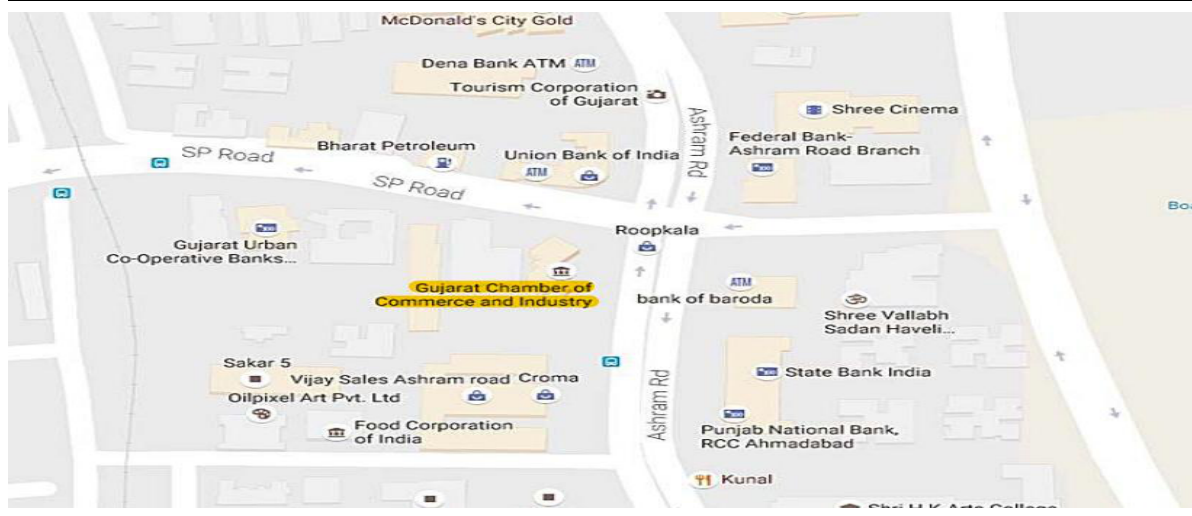 McDonald's City Gold
Dena Bank ATM
ATM
Tourism Corporation
of Gujarat
Ashram Rd
Shree Cinema
Federal Bank-
Ashram Road Branch
SP Road
Bharat Petroleum
Union Bank of India
ATM
SP Road
Roopkala
Gujarat Urban
Co-Operative Banks...
Gujarat Chamber of
Commerce and Industry
ATM
bank of baroda
Shree Vallabh
Sadan Haveli...
Sakar 5
Vijay Sales Ashram road
Croma
State Bank India
Oilpixel Art Pvt. Ltd
Ashram Rd
Food Corporation
of India
Punjab National Bank,
RCC Ahmadabad
Kunal
Shri H K Arts College